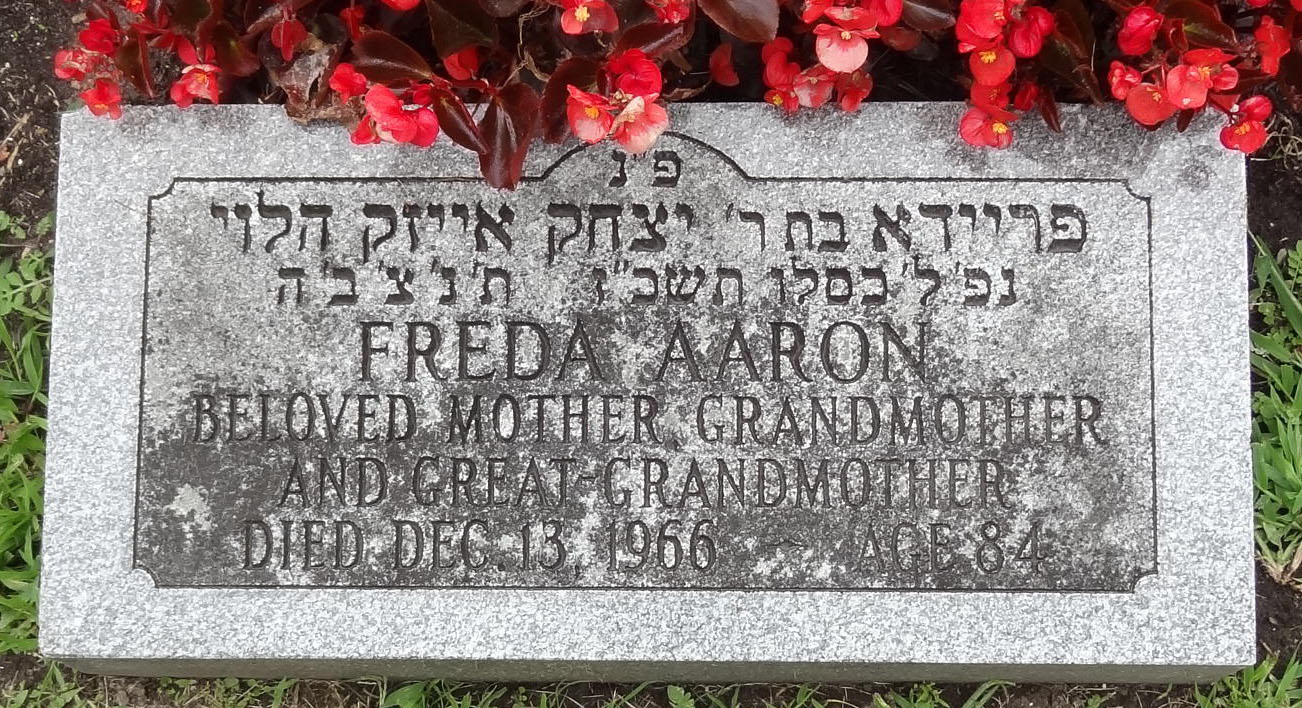 פ"נ
פריידא בת ר' יצחק אייזק הלוי
נפ' ל' כסלו תשכ"ז ת' נ' צ' ב' ה
FREDA AARON
BELOVED MOTHER, GRANDMOTHER
AND GREAT-GRANDMOTHER
DIED DEC. 13, 1966 — AGE 84